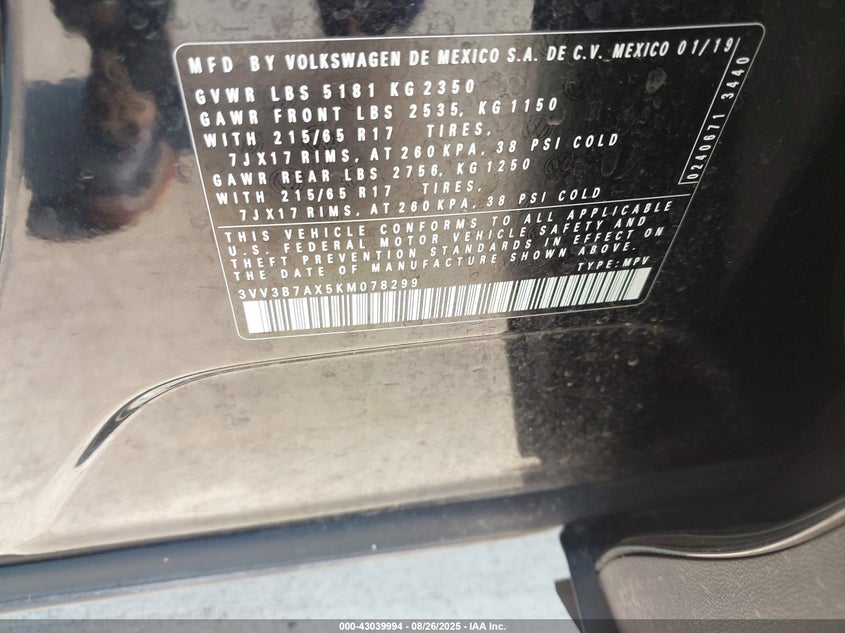 MFD BY VOLKSWAGEN DE MEXICO S.A. DE C.V. MEXICO 01/19
GVWR LBS 5181 KG 2350
GAWR FRONT LBS 2535, KG 1150
WITH 215/65 R17 TIRES,
7JX17 RIMS, AT 260 KPA, 38 PSI COLD
GAWR REAR LBS 2756, KG 1250
WITH 215/65 R17 TIRES,
7JX17 RIMS, AT 260 KPA, 38 PSI COLD
THIS VEHICLE CONFORMS TO ALL APPLICABLE
U.S. FEDERAL MOTOR VEHICLE SAFETY AND
THEFT PREVENTION STANDARDS IN EFFECT ON
THE DATE OF MANUFACTURE SHOWN ABOVE.
TYPE: MPV
3VV3B7AX5KM078299
0240671 3440
000-43039994 - 08/26/2025 - IAA Inc.